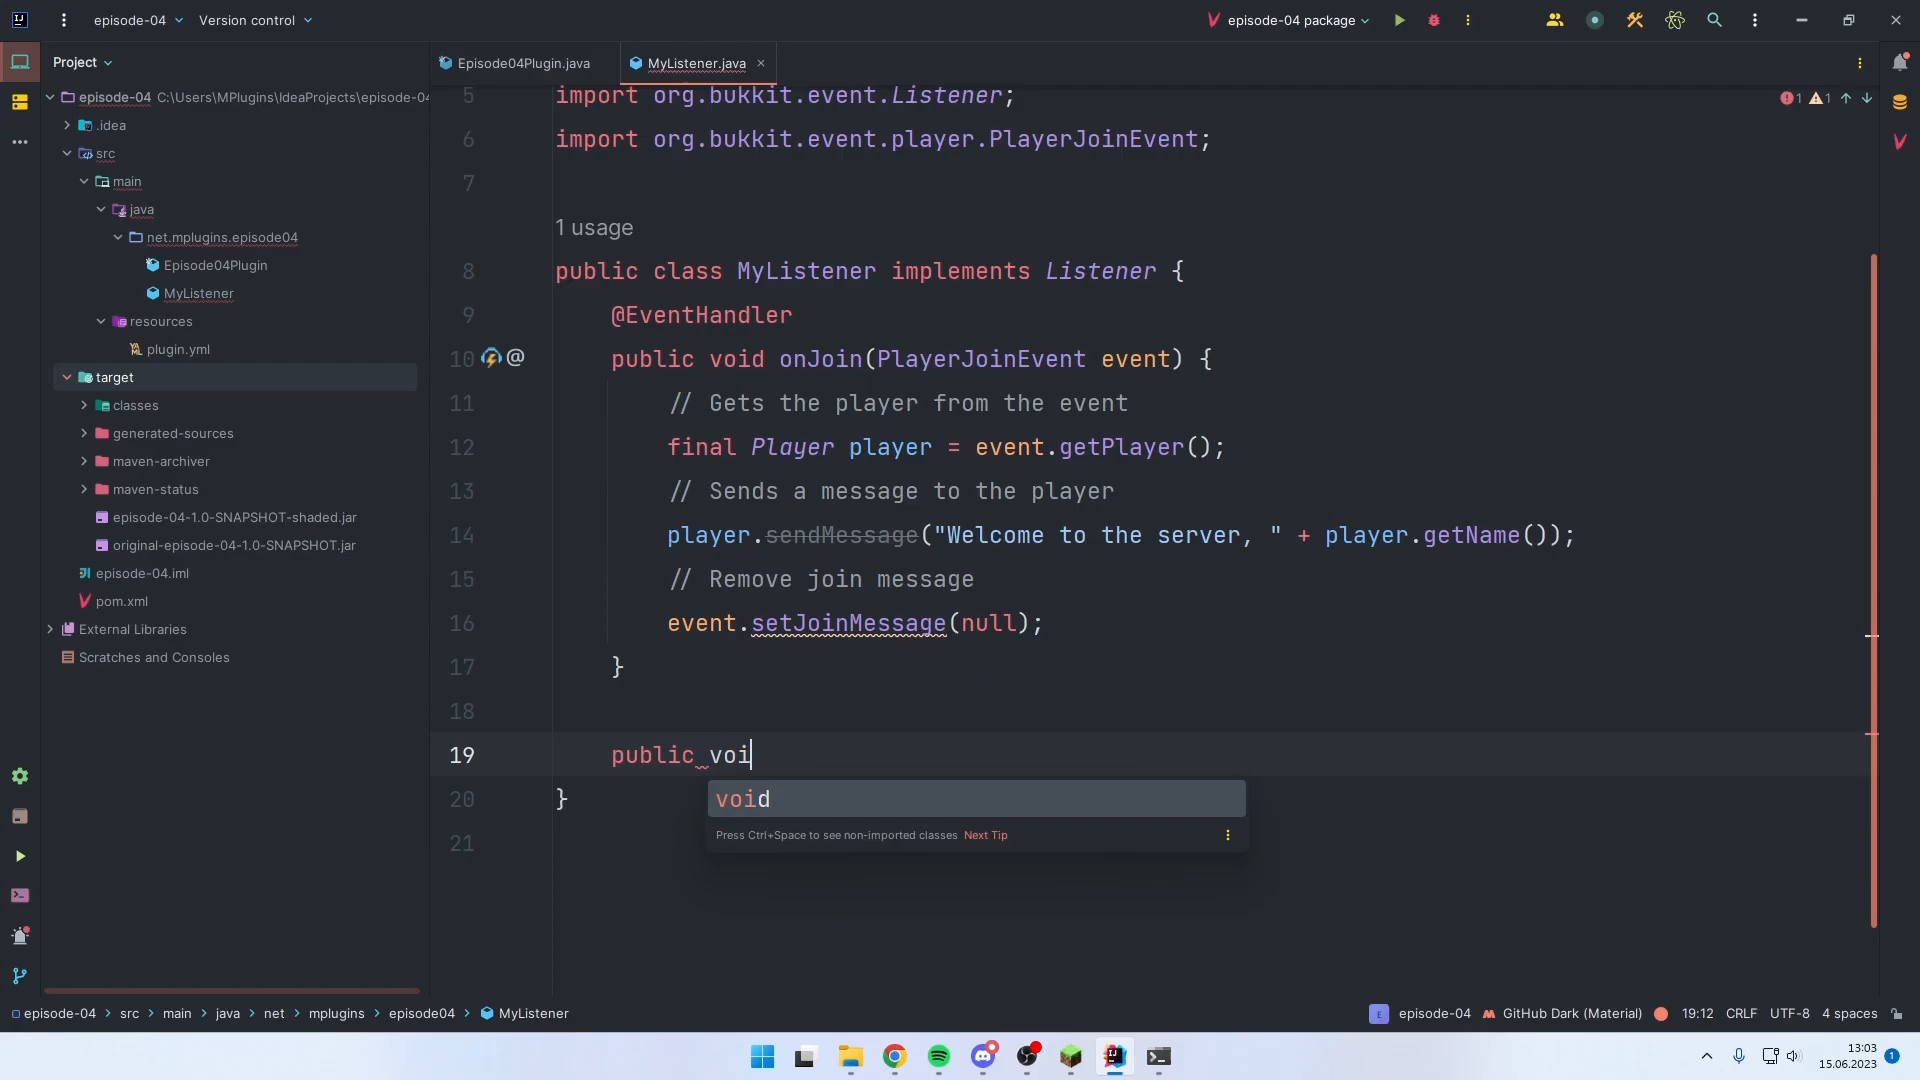 episode-04
Version control
episode-04 package
Project
Episode04Plugin.java
MyListener.java
episode-04 C:\Users\MPlugins\IdeaProjects\episode-04
.idea
src
main
java
net.mplugins.episode04
Episode04Plugin
MyListener
resources
plugin.yml
target
classes
generated-sources
maven-archiver
maven-status
episode-04-1.0-SNAPSHOT-shaded.jar
original-episode-04-1.0-SNAPSHOT.jar
episode-04.iml
pom.xml
External Libraries
Scratches and Consoles
1 1
5 import org.bukkit.event.Listener;
6 import org.bukkit.event.player.PlayerJoinEvent;
7
1 usage
8 public class MyListener implements Listener {
9 @EventHandler
10 @ public void onJoin(PlayerJoinEvent event) {
11 // Gets the player from the event
12 final Player player = event.getPlayer();
13 // Sends a message to the player
14 player.sendMessage("Welcome to the server, " + player.getName());
15 // Remove join message
16 event.setJoinMessage(null);
17 }
18
19 public voi
20 }
21
void
Press Ctrl+Space to see non-imported classes Next Tip
episode-04 > src > main > java > net > mplugins > episode04 > MyListener
E episode-04 GitHub Dark (Material) 19:12 CRLF UTF-8 4 spaces
13:03
15.06.2023 1